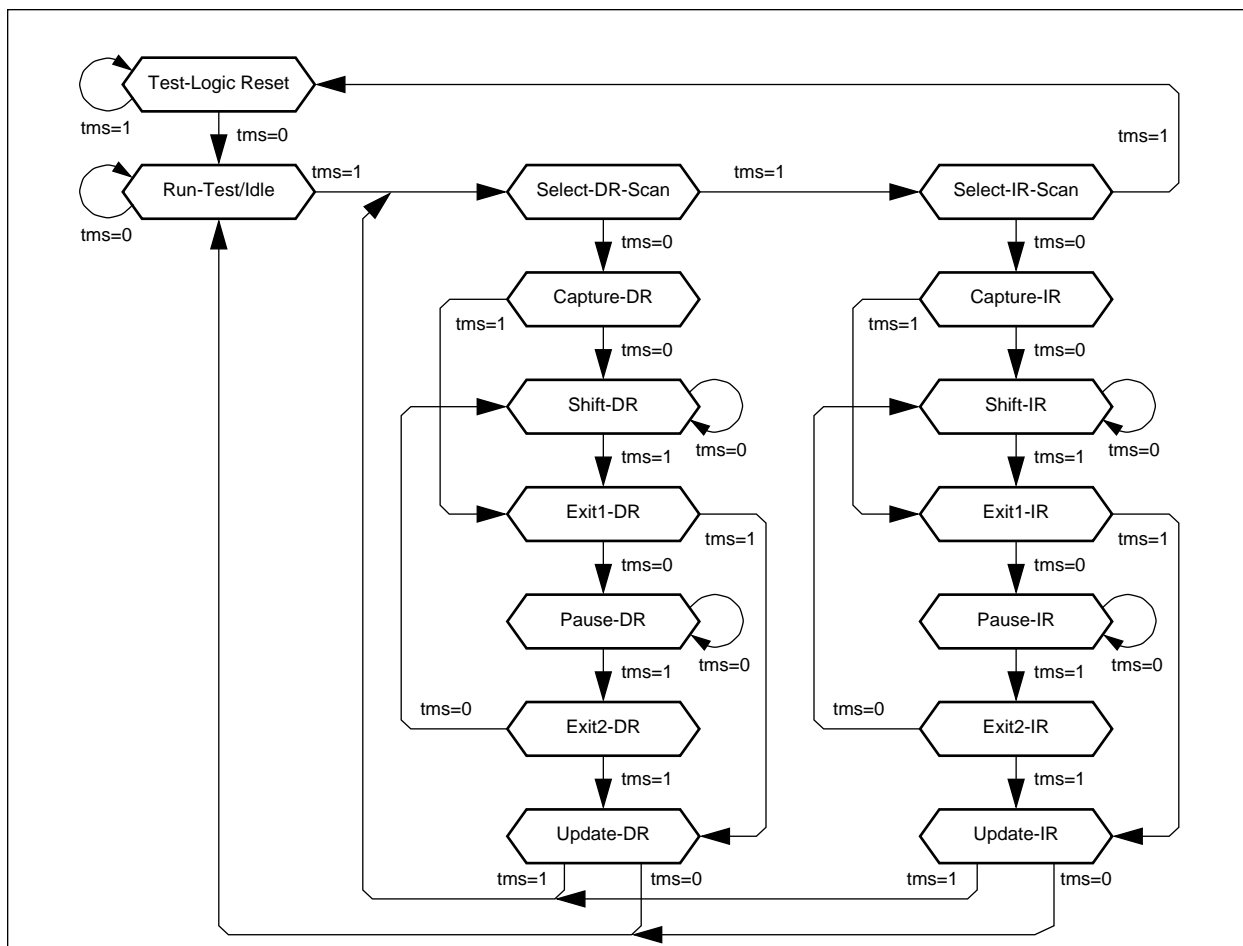 Test-Logic Reset
tms=1
tms=0
tms=1
Run-Test/Idle
tms=1
Select-DR-Scan
tms=1
Select-IR-Scan
tms=0
tms=0
tms=0
Capture-DR
Capture-IR
tms=1
tms=1
tms=0
tms=0
Shift-DR
Shift-IR
tms=1
tms=0
tms=1
tms=0
Exit1-DR
Exit1-IR
tms=1
tms=1
tms=0
tms=0
Pause-DR
Pause-IR
tms=1
tms=0
tms=1
tms=0
tms=0
Exit2-DR
tms=0
Exit2-IR
tms=1
tms=1
Update-DR
Update-IR
tms=1
tms=0
tms=1
tms=0